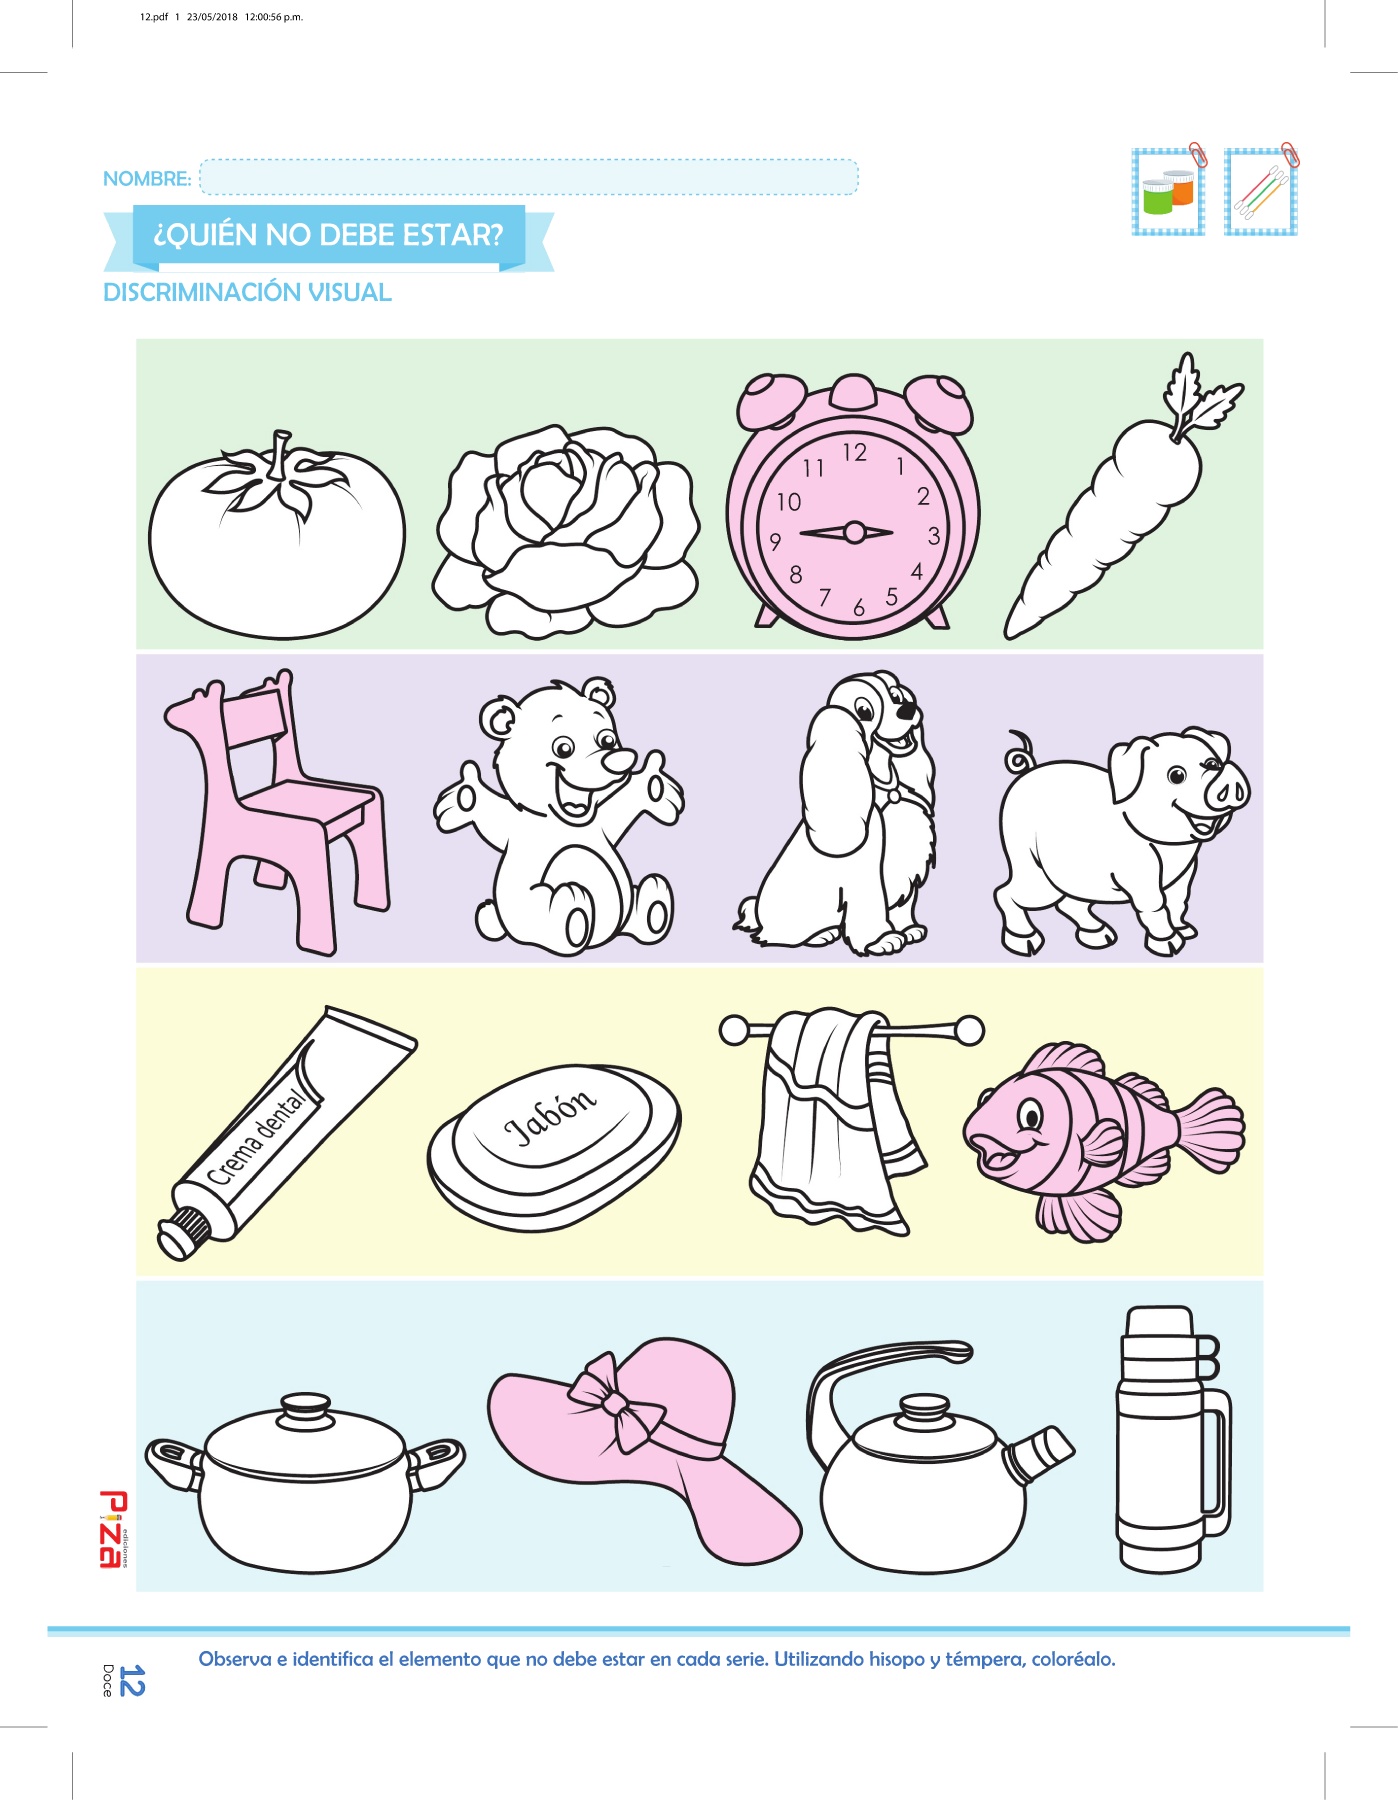 12.pdf 1 23/05/2018 12:00:56 p.m.
NOMBRE:
¿QUIÉN NO DEBE ESTAR?
DISCRIMINACIÓN VISUAL
12
11
1
10
2
9
3
8
4
7
6
5
Crema dental
Jabón
Piza
ediciones
Observa e identifica el elemento que no debe estar en cada serie. Utilizando hisopo y témpera, coloréalo.
12
Doce